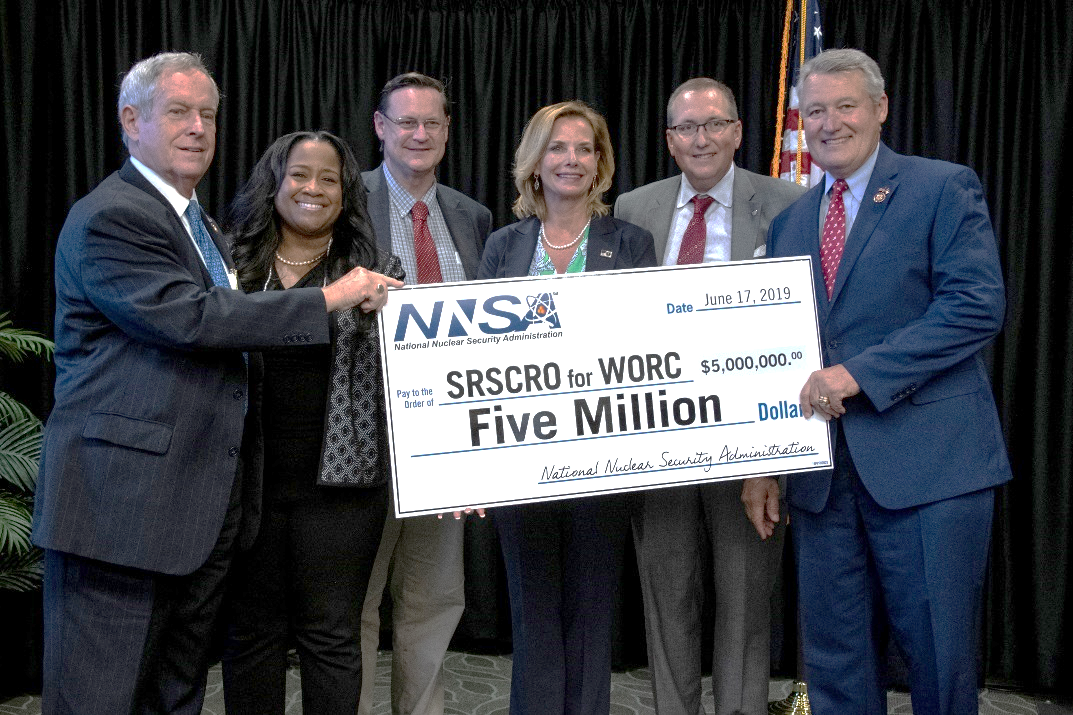 NNSA
National Nuclear Security Administration
Date June 17, 2019
Pay to the
Order of
SRSCRO for WORC $5,000,000.00
Five Million Dolla
National Nuclear Security Administration